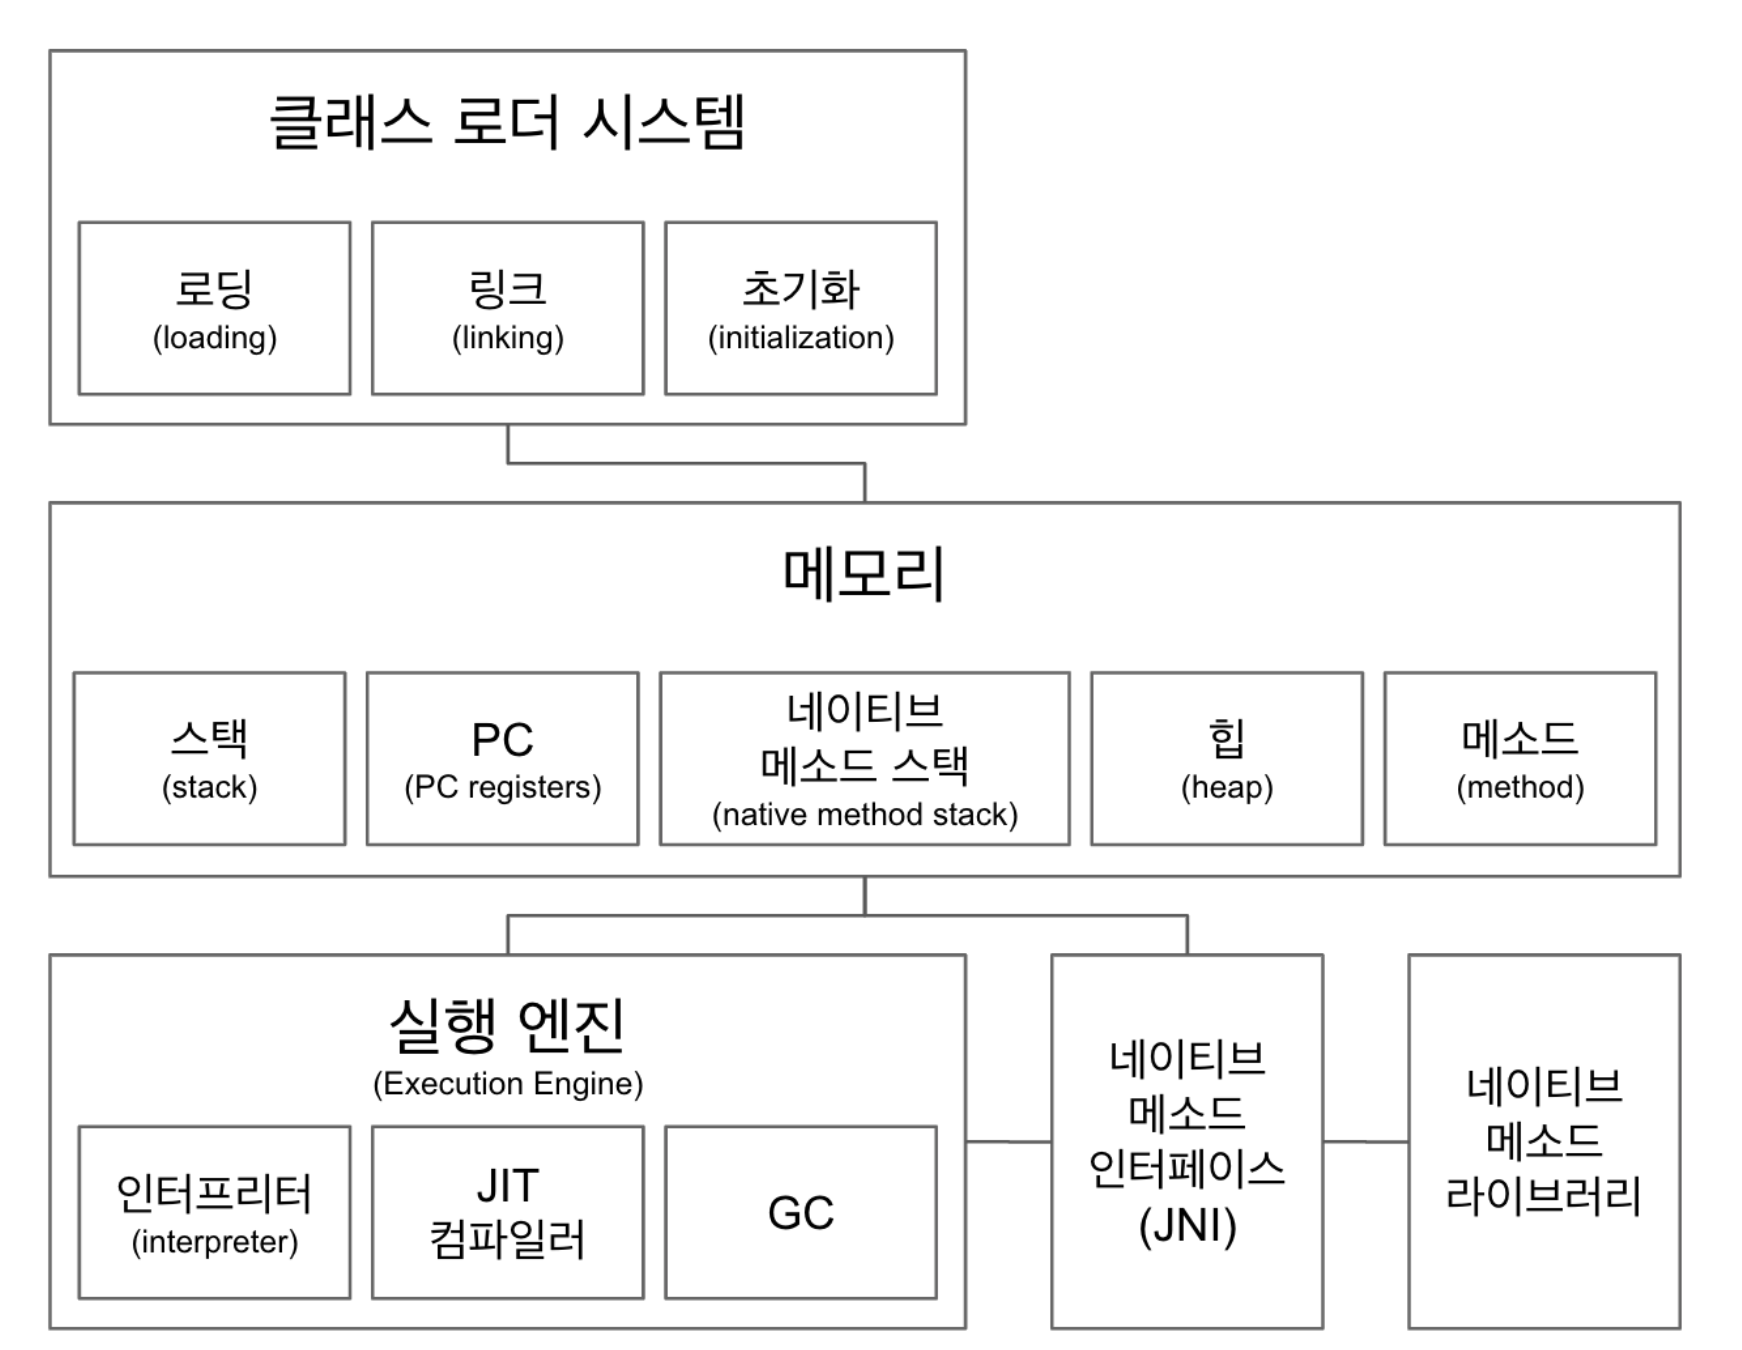 클래스 로더 시스템
로딩
(loading)
링크
(linking)
초기화
(initialization)
메모리
스택
(stack)
PC
(PC registers)
네이티브
메소드 스택
(native method stack)
힙
(heap)
메소드
(method)
실행 엔진
(Execution Engine)
인터프리터
(interpreter)
JIT
컴파일러
GC
네이티브
메소드
인터페이스
(JNI)
네이티브
메소드
라이브러리